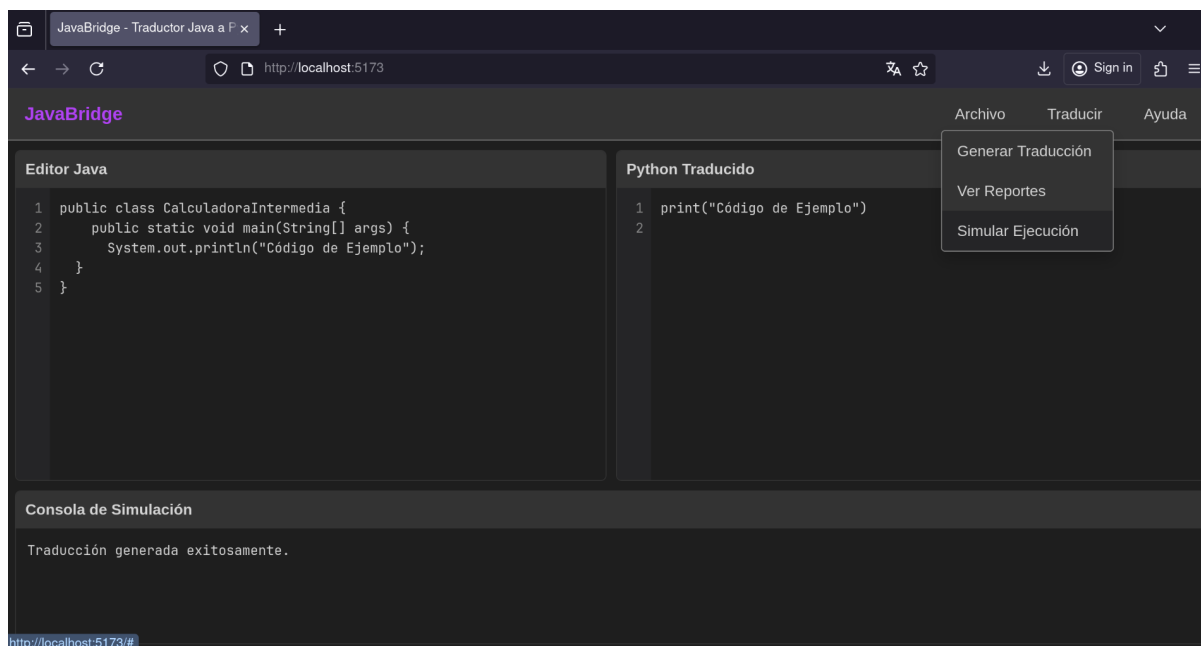 JavaBridge - Traductor Java a P
http://localhost:5173
Sign in
JavaBridge
Archivo
Traducir
Ayuda
Generar Traducción
Ver Reportes
Simular Ejecución
Editor Java
1 public class CalculadoraIntermedia {
2 public static void main(String[] args) {
3 System.out.println("Código de Ejemplo");
4 }
5 }
Python Traducido
1 print("Código de Ejemplo")
2
Consola de Simulación
Traducción generada exitosamente.
http://localhost:5173/#